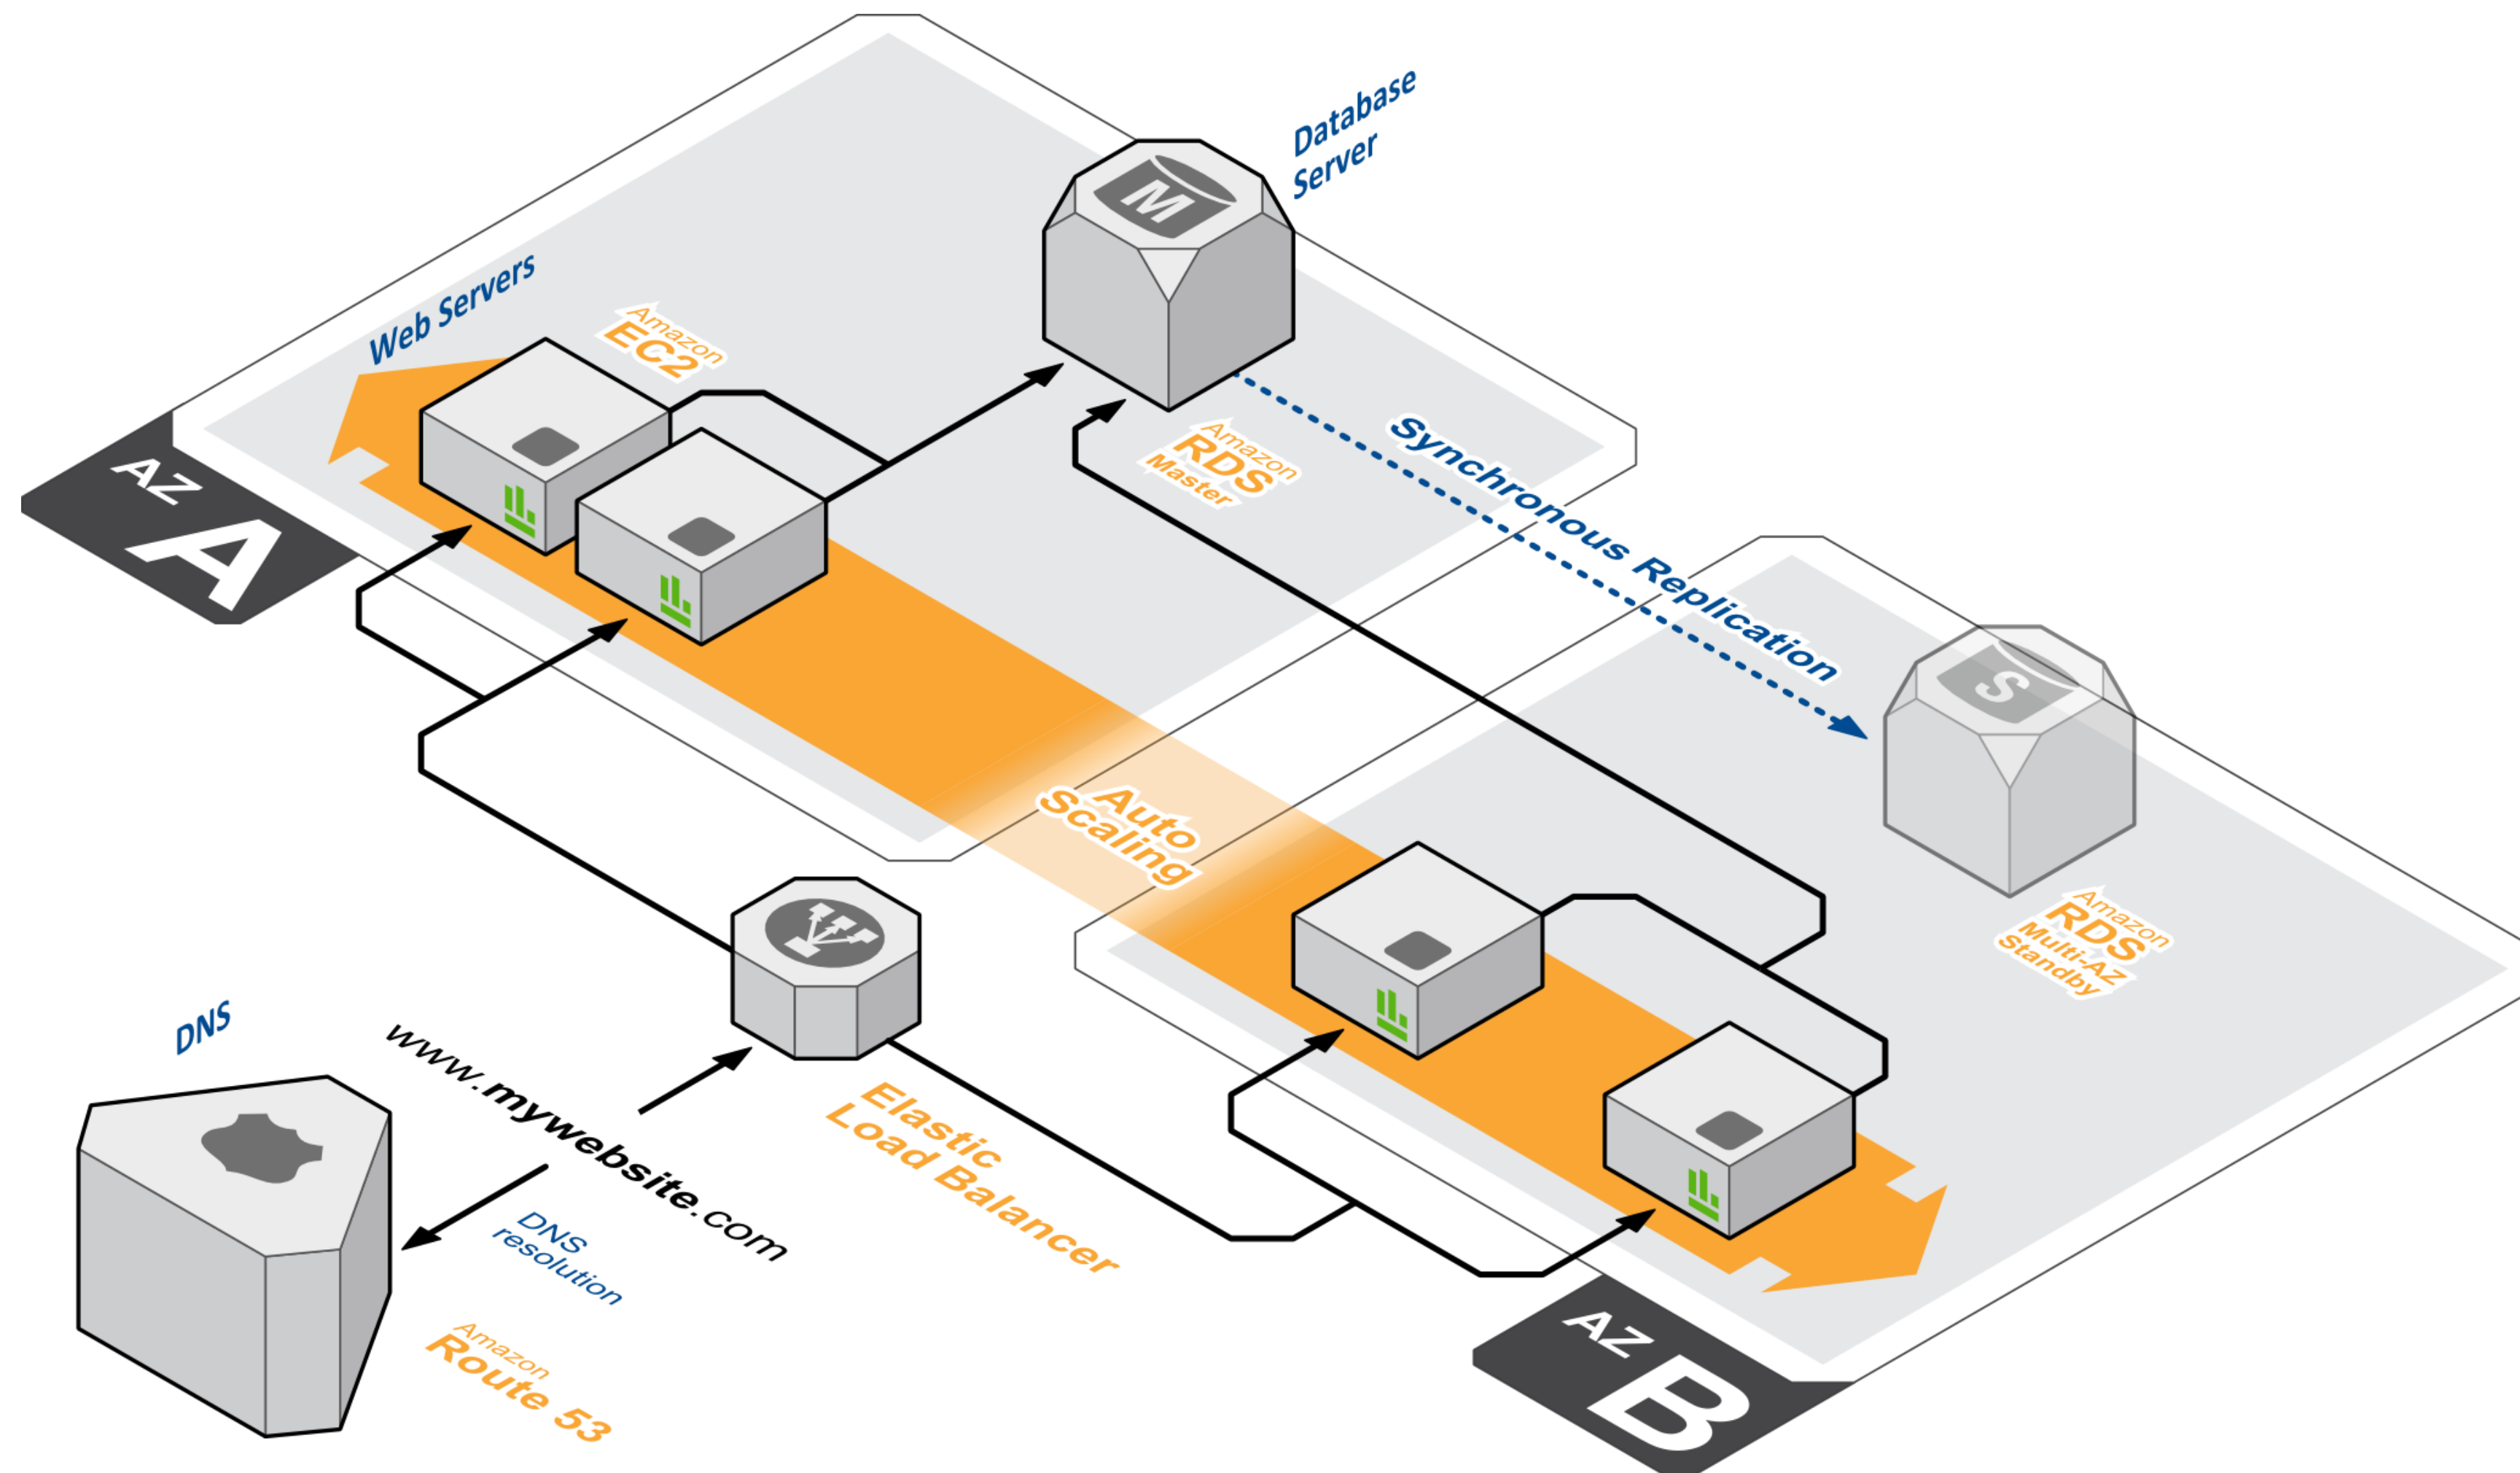 Database
Server
Web Servers
Amazon
EC2
M
AZ
A
Amazon
RDS
Master
Synchronous Replication
S
Auto
Scaling
Amazon
RDS
Multi-AZ
Standby
DNS
www.mywebsite.com
Elastic
Load Balancer
DNS
resolution
Amazon
Route 53
AZ
B